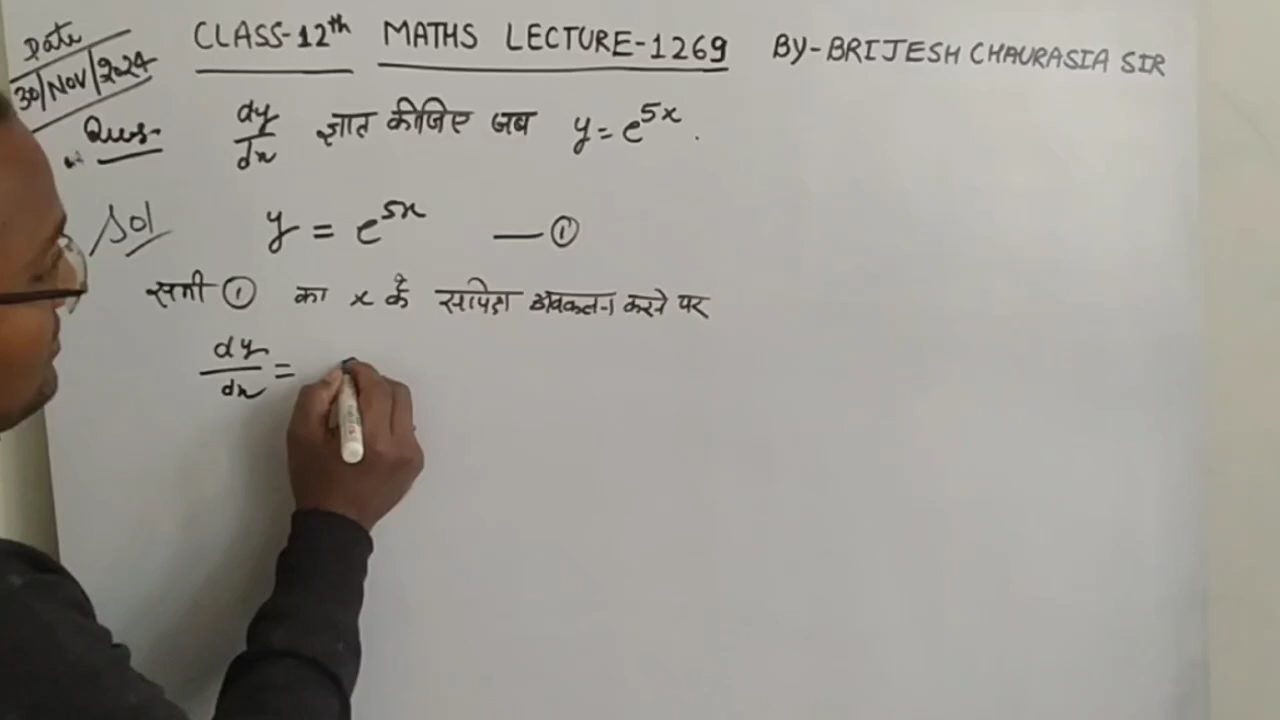 Date
30/Nov/2024
CLASS-12th MATHS LECTURE-1269 BY-BRIJESH CHAURASIA SIR
Ques- dy/dx ज्ञात कीजिए जब y = e^5x .
Sol y = e^5x — ①
समी ① का x के सापेक्ष अवकलन करने पर
dy/dx =